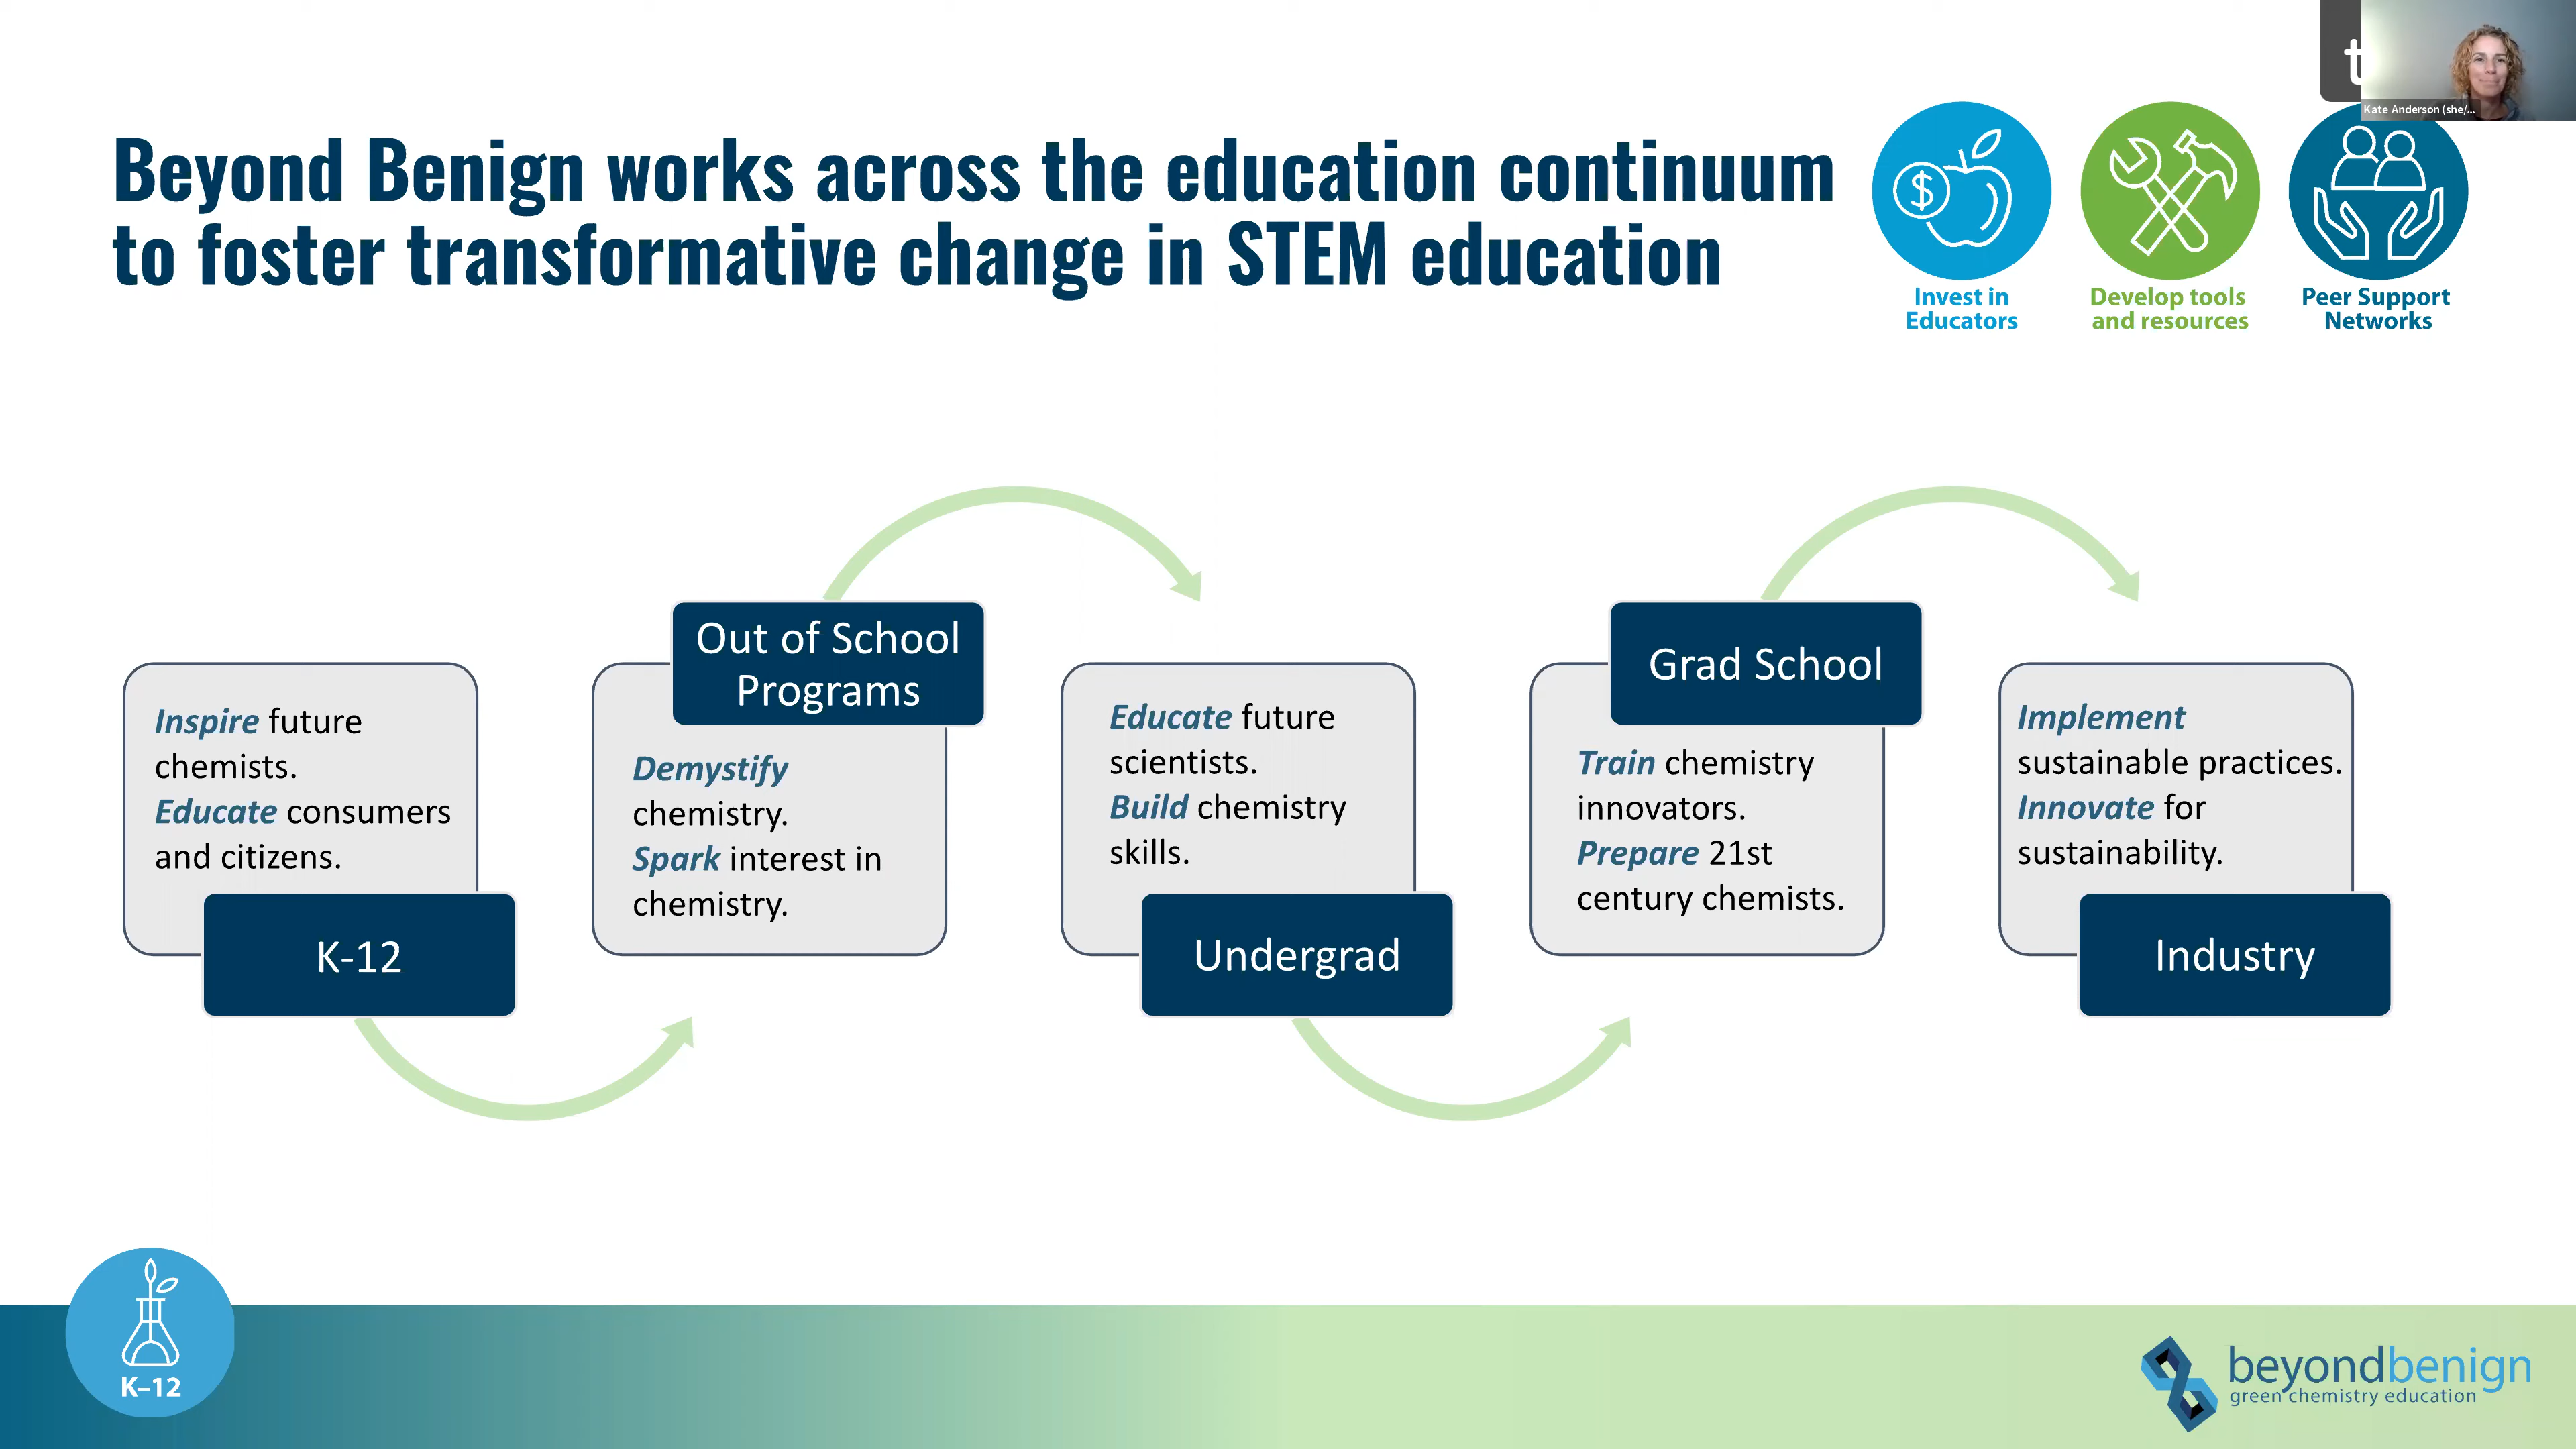 t
Kate Anderson (she/...
Beyond Benign works across the education continuum
to foster transformative change in STEM education
$
Invest in
Educators
Develop tools
and resources
Peer Support
Networks
Inspire future
chemists.
Educate consumers
and citizens.
K-12
Out of School
Programs
Demystify
chemistry.
Spark interest in
chemistry.
Educate future
scientists.
Build chemistry
skills.
Undergrad
Grad School
Train chemistry
innovators.
Prepare 21st
century chemists.
Implement
sustainable practices.
Innovate for
sustainability.
Industry
K–12
beyondbenign
green chemistry education